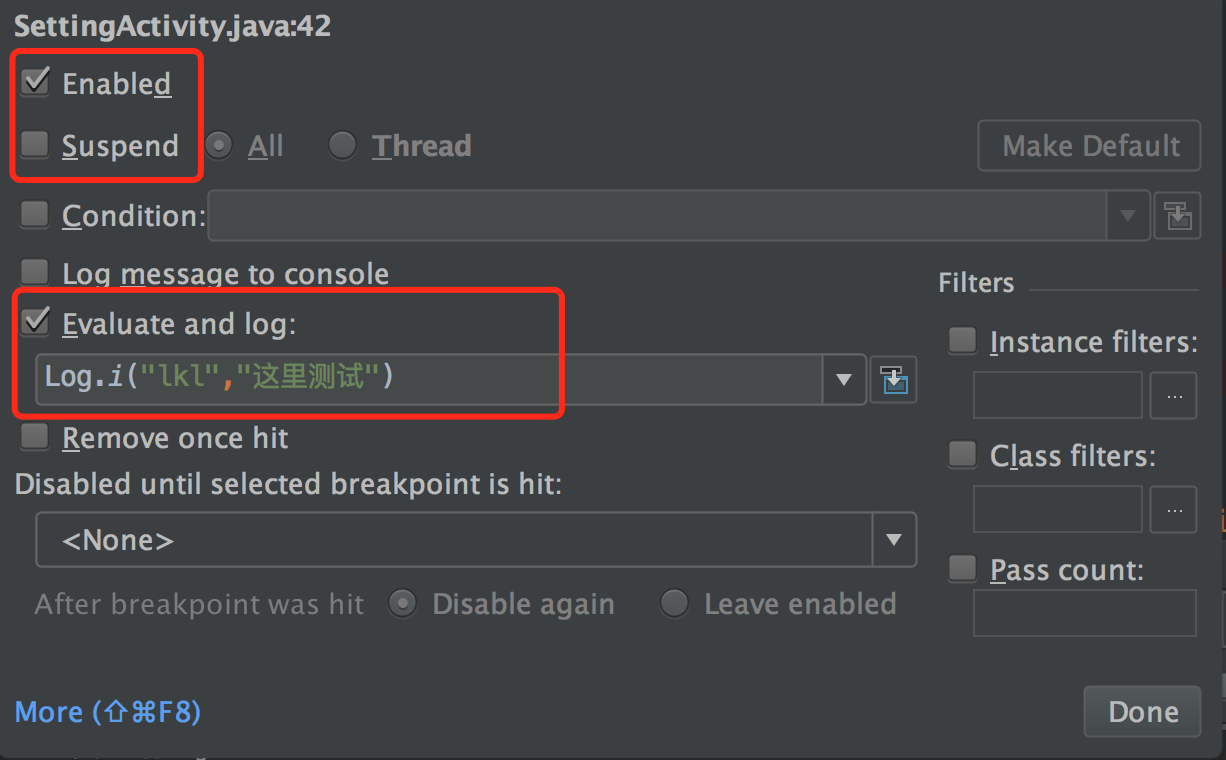 SettingActivity.java:42
Enabled
Suspend All Thread Make Default
Condition:
Log message to console
Filters
Evaluate and log:
Instance filters:
Log.i("lkl","这里测试")
...
Remove once hit
Class filters:
Disabled until selected breakpoint is hit:
...
<None>
Pass count:
After breakpoint was hit Disable again Leave enabled
More (⇧⌘F8)
Done